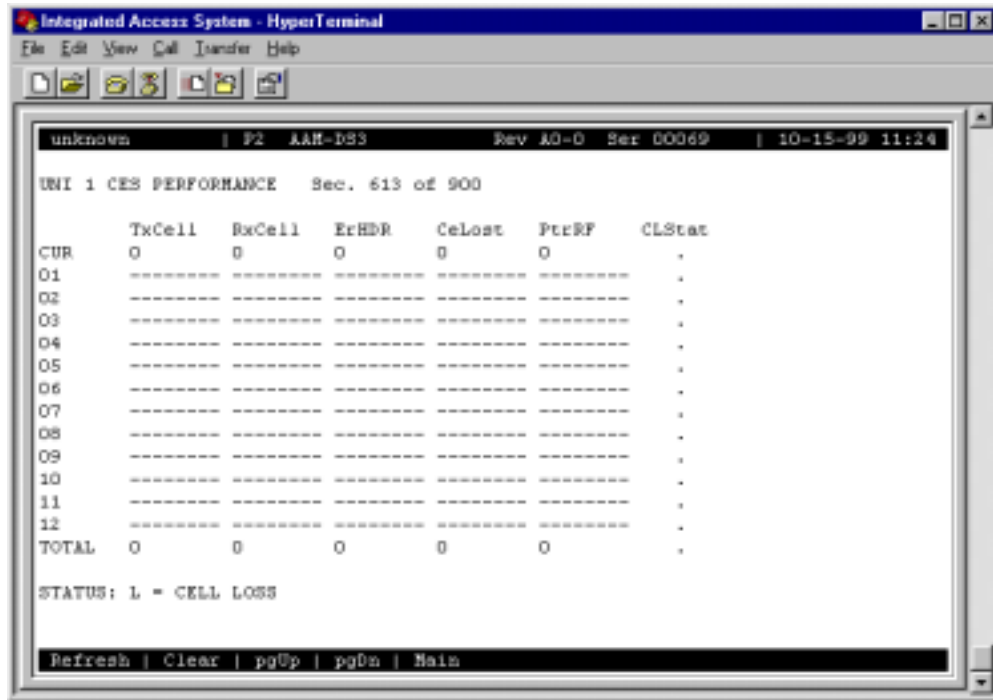 Integrated Access System - HyperTerminal
File Edit View Call Transfer Help
unknown | P2 AAM-DS3 Rev A0-0 Ser 00069 | 10-15-99 11:24
UNI 1 CES PERFORMANCE Sec. 613 of 900
TxCell RxCell ErHDR CeLost PtrRF CLStat
CUR 0 0 0 0 0 .
01 -------- -------- -------- -------- -------- .
02 -------- -------- -------- -------- -------- .
03 -------- -------- -------- -------- -------- .
04 -------- -------- -------- -------- -------- .
05 -------- -------- -------- -------- -------- .
06 -------- -------- -------- -------- -------- .
07 -------- -------- -------- -------- -------- .
08 -------- -------- -------- -------- -------- .
09 -------- -------- -------- -------- -------- .
10 -------- -------- -------- -------- -------- .
11 -------- -------- -------- -------- -------- .
12 -------- -------- -------- -------- -------- .
TOTAL 0 0 0 0 0 .
STATUS: L = CELL LOSS
Refresh | Clear | pgUp | pgDn | Main